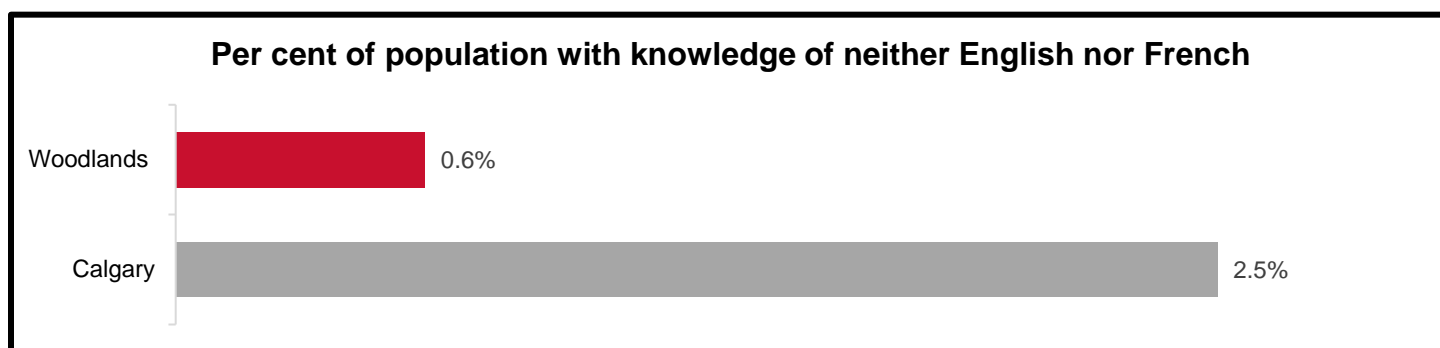 Per cent of population with knowledge of neither English nor French
Woodlands 0.6%
Calgary 2.5%